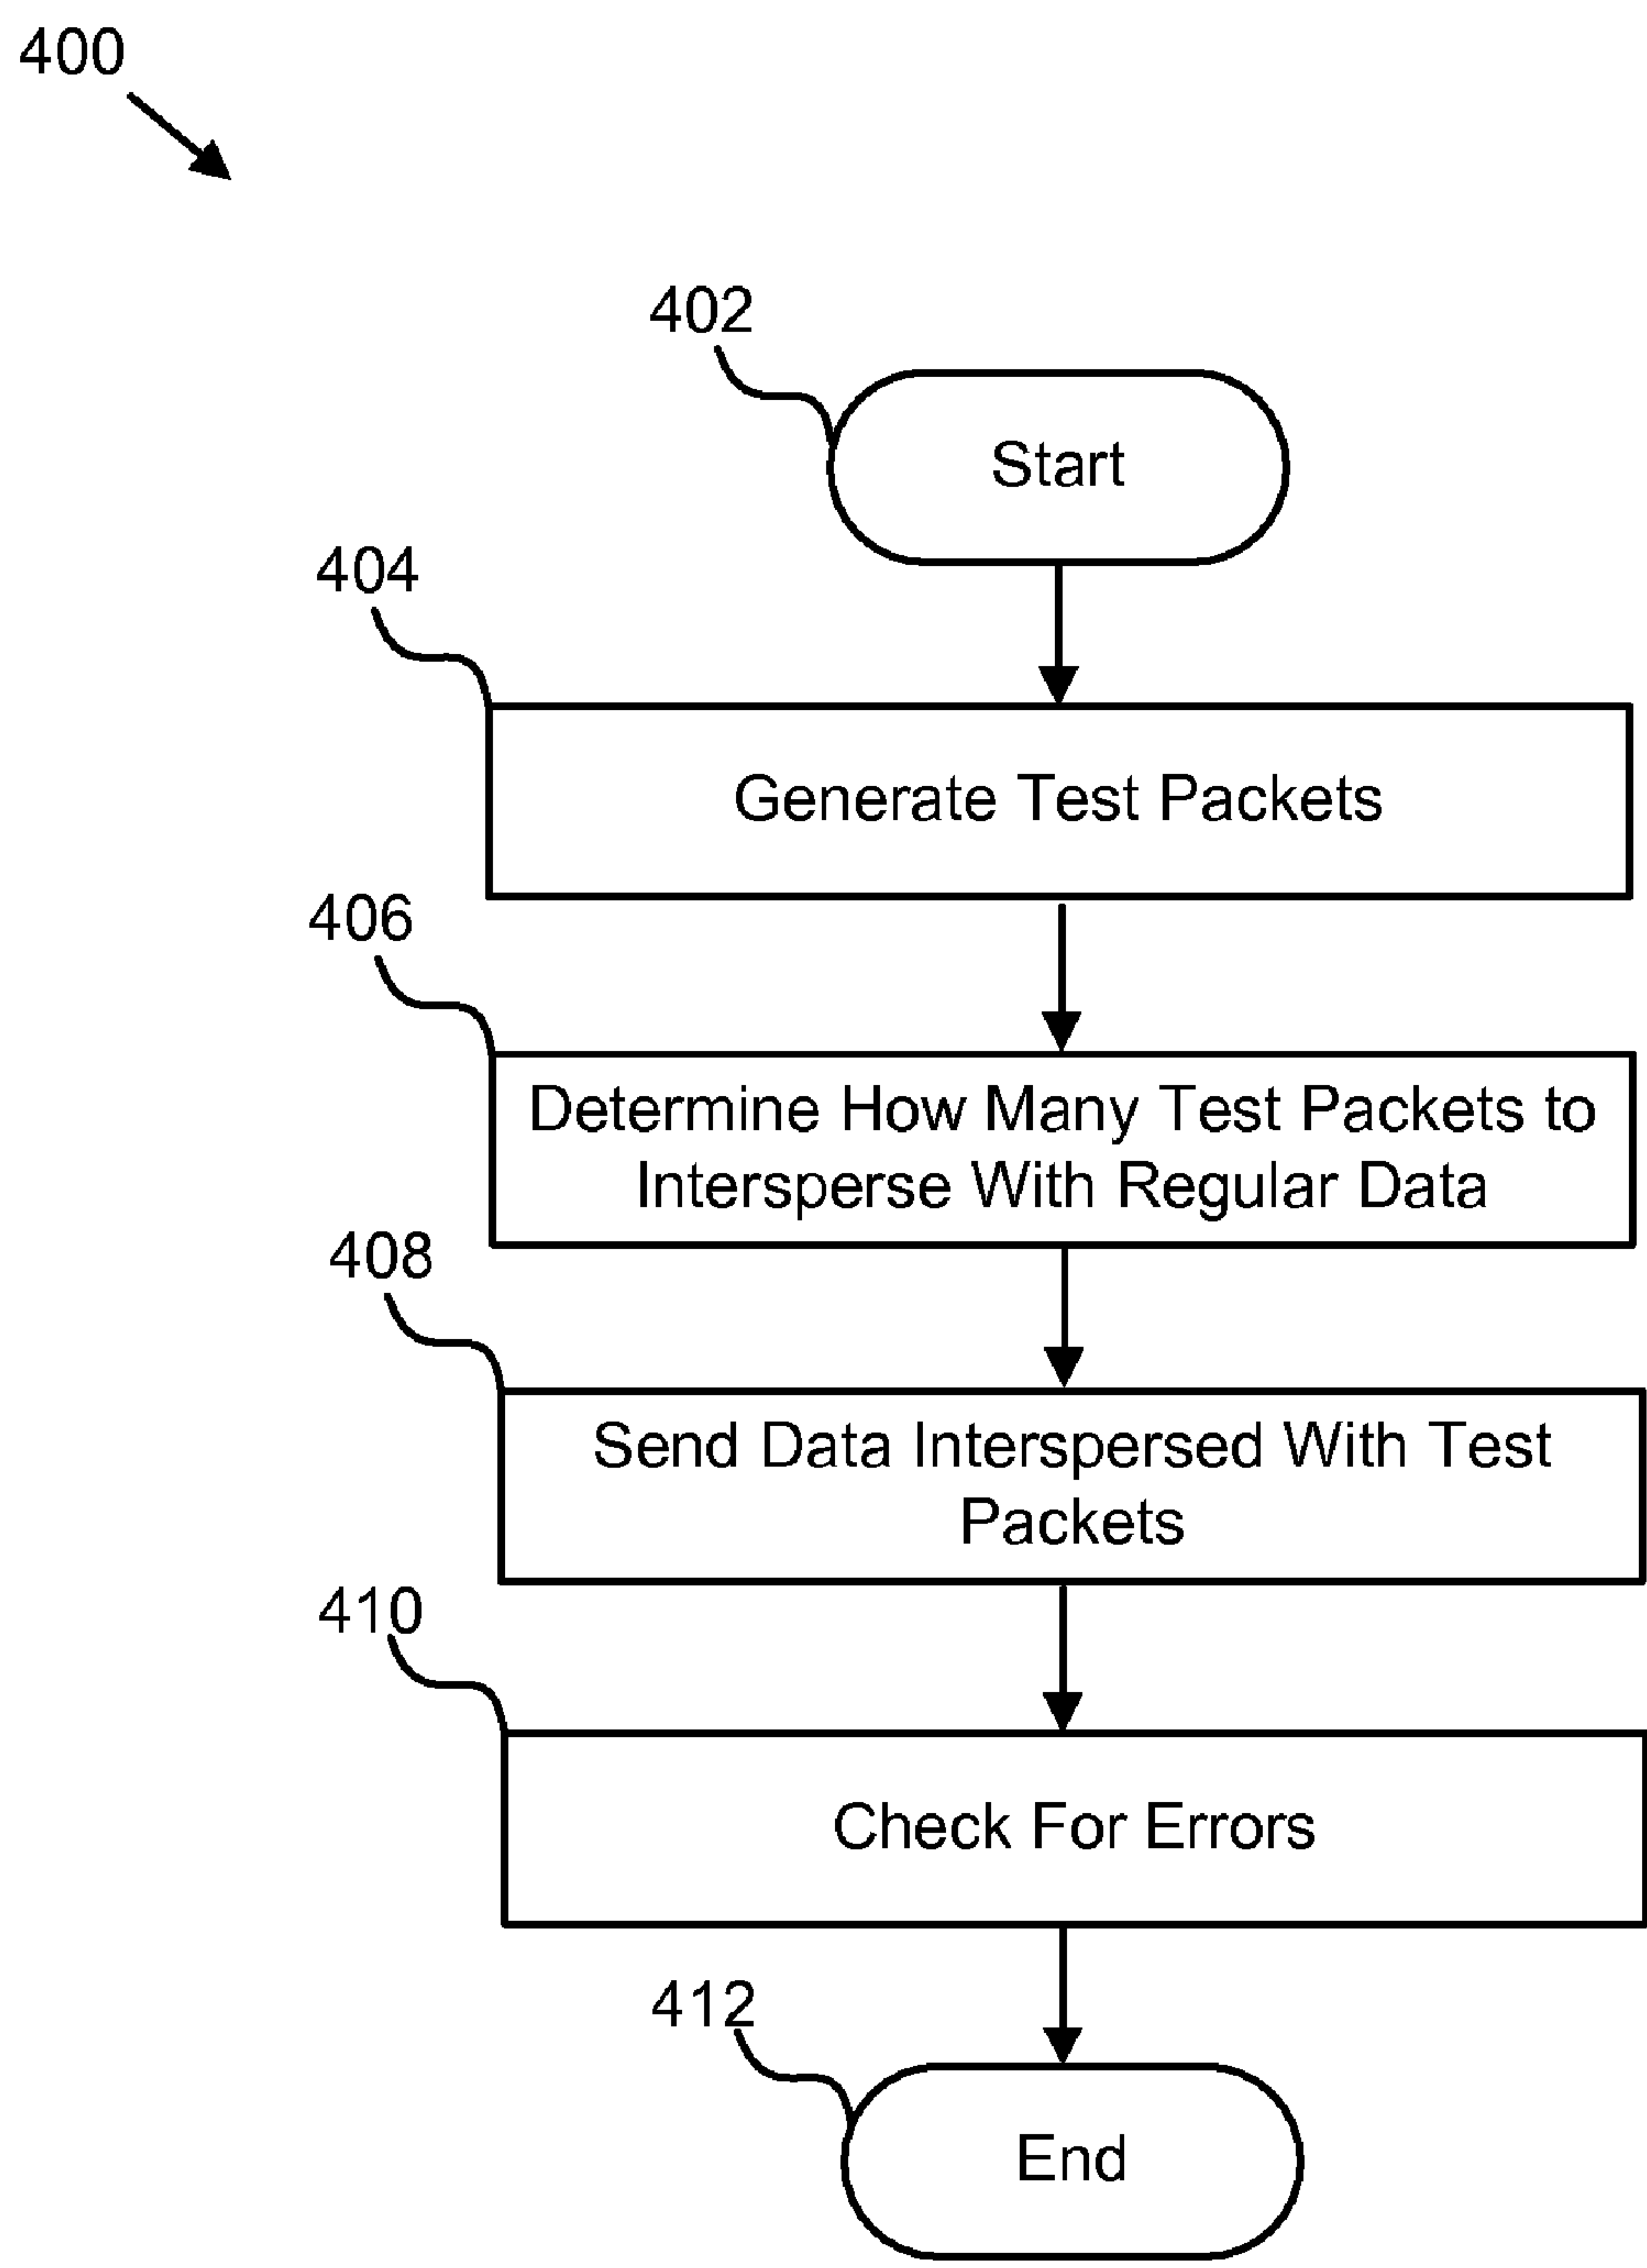 400
402
Start
404
Generate Test Packets
406
Determine How Many Test Packets to
Intersperse With Regular Data
408
Send Data Interspersed With Test
Packets
410
Check For Errors
412
End